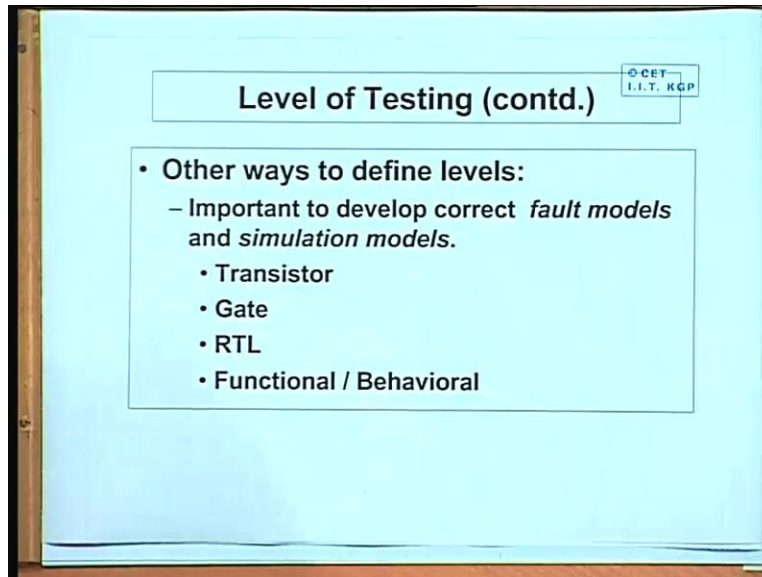 © CET
I.I.T. KGP
Level of Testing (contd.)
• Other ways to define levels:
– Important to develop correct fault models
and simulation models.
• Transistor
• Gate
• RTL
• Functional / Behavioral